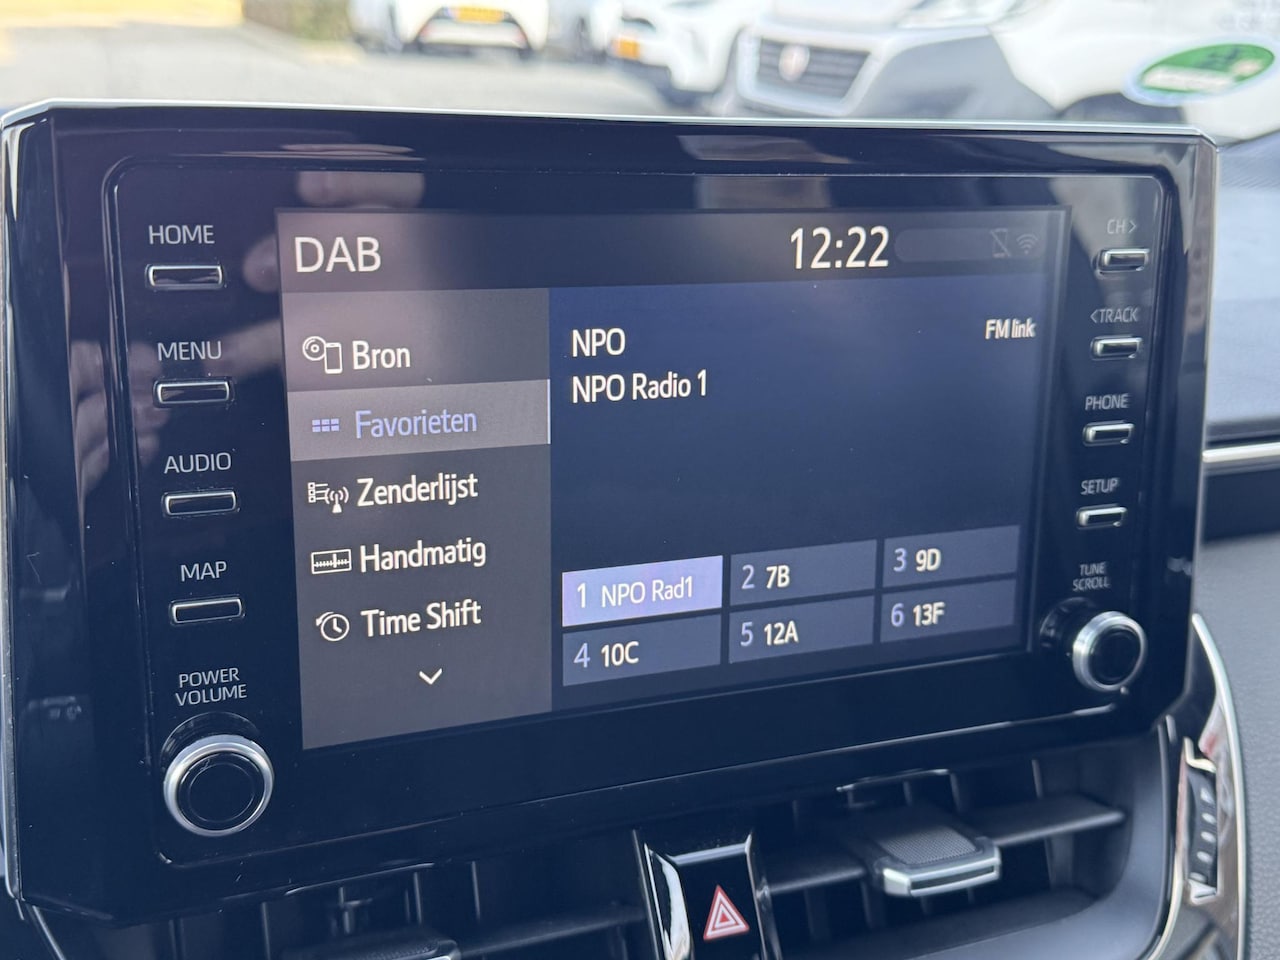 HOME
MENU
AUDIO
MAP
POWER
VOLUME
DAB
12:22
Bron
Favorieten
Zenderlijst
Handmatig
Time Shift
NPO
FM link
NPO Radio 1
1 NPO Rad1
2 7B
3 9D
4 10C
5 12A
6 13F
CH >
< TRACK
PHONE
SETUP
TUNE
SCROLL